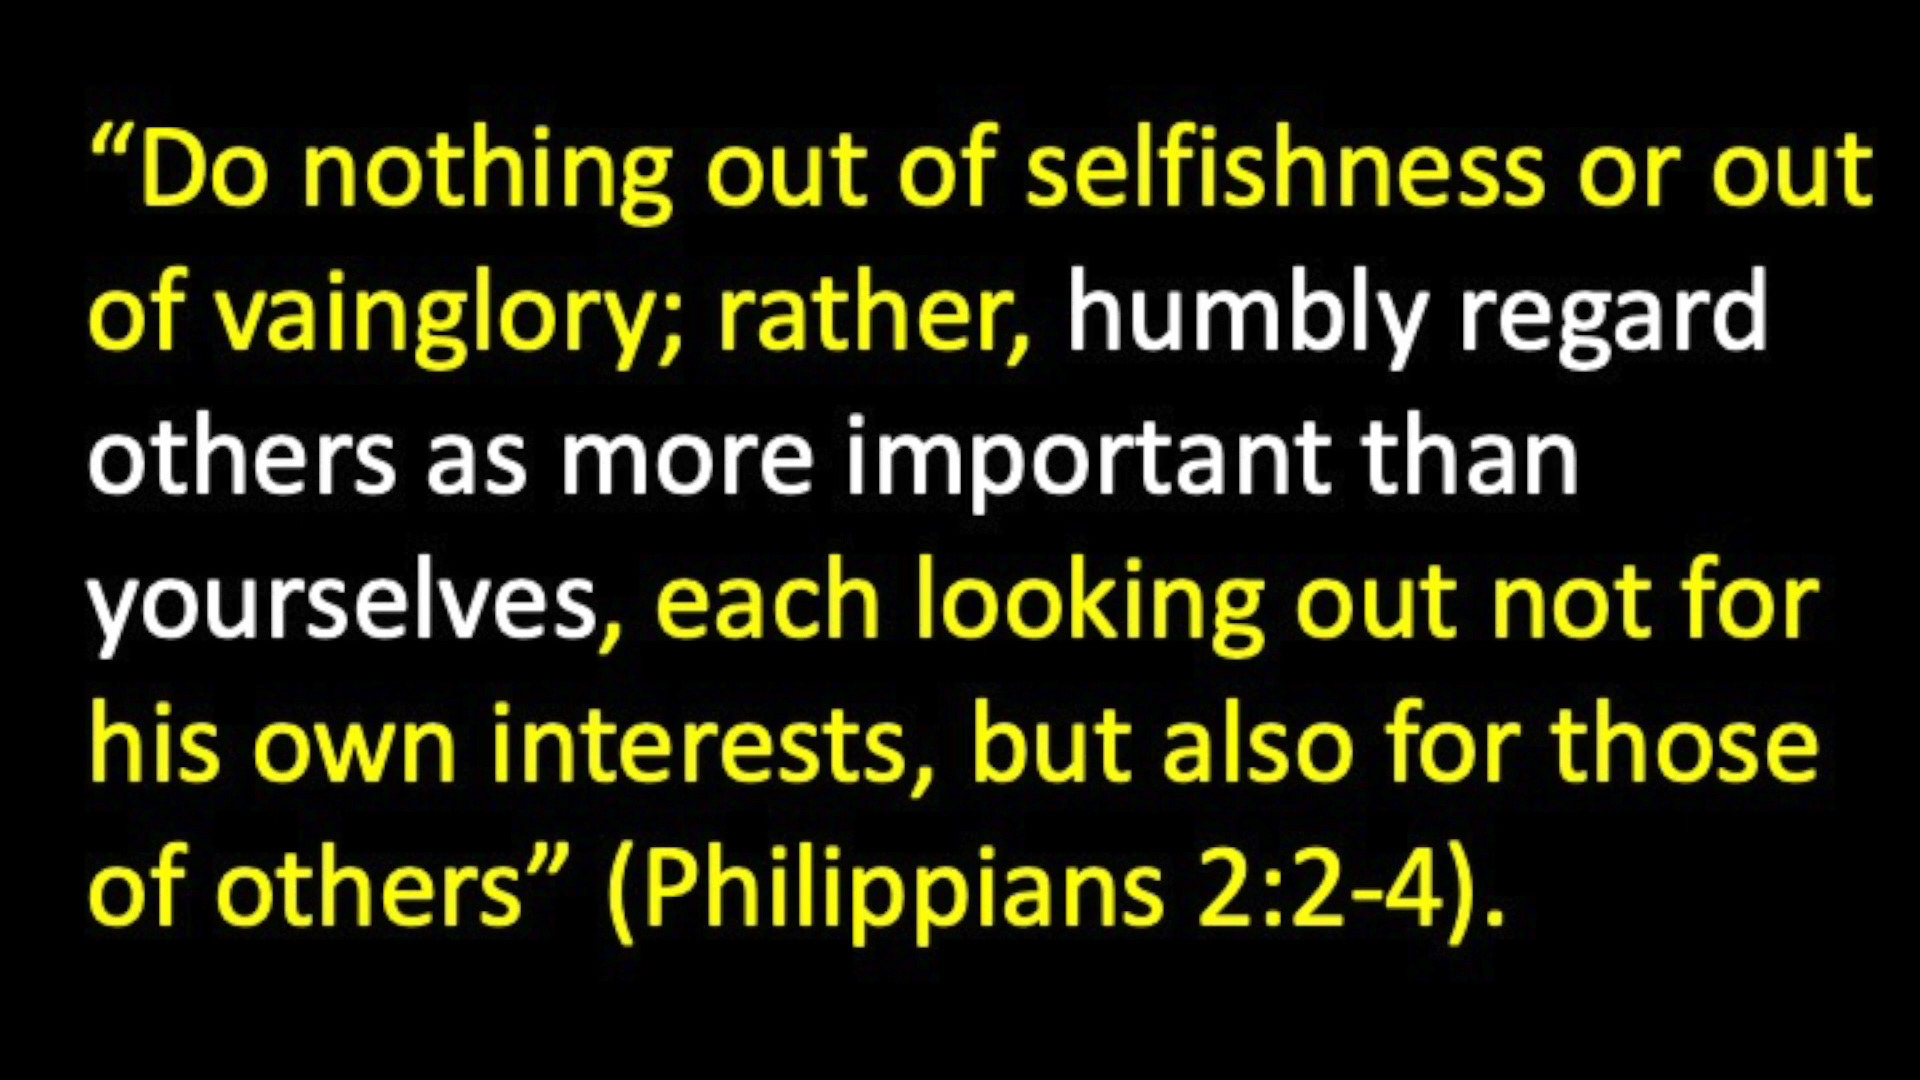 “Do nothing out of selfishness or out
of vainglory; rather, humbly regard
others as more important than
yourselves, each looking out not for
his own interests, but also for those
of others” (Philippians 2:2-4).